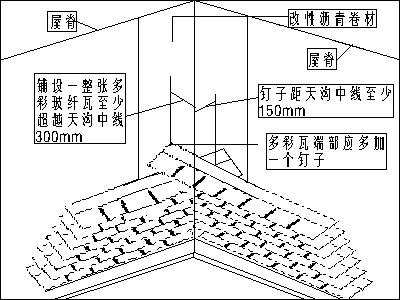 屋脊
改性沥青卷材
屋脊
铺设一整张多
彩玻纤瓦至少
超越天沟中线
300mm
钉子距天沟中线至少
150mm
多彩瓦端部应多加
一个钉子